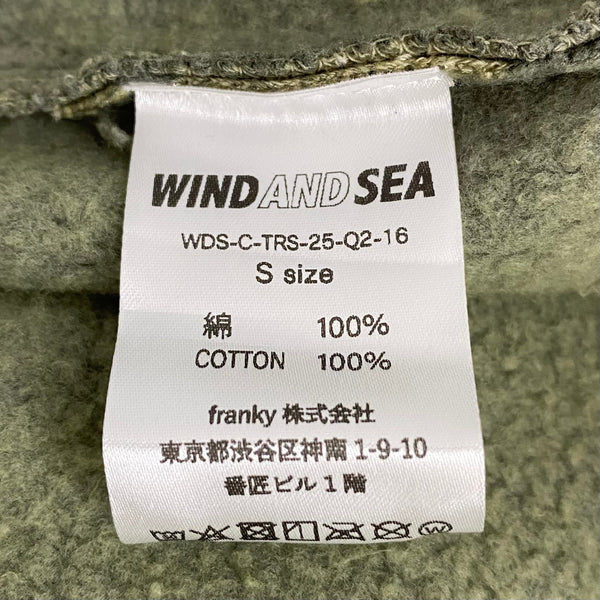 WIND AND SEA
WDS-C-TRS-25-Q2-16
S size
綿 100%
COTTON 100%
franky 株式会社
東京都渋谷区神南 1-9-10
番匠ビル 1 階